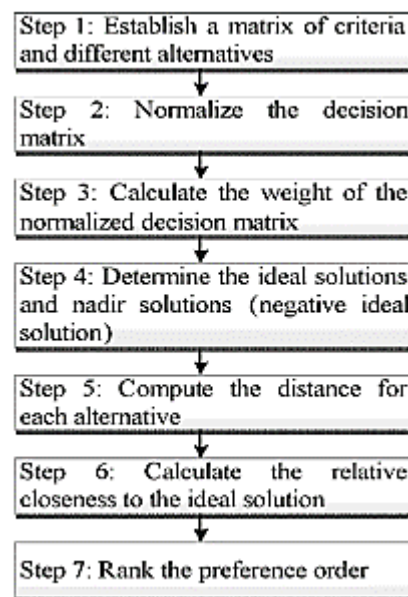 Step 1: Establish a matrix of criteria
and different alternatives
Step 2: Normalize the decision
matrix
Step 3: Calculate the weight of the
normalized decision matrix
Step 4: Determine the ideal solutions
and nadir solutions (negative ideal
solution)
Step 5: Compute the distance for
each alternative
Step 6: Calculate the relative
closeness to the ideal solution
Step 7: Rank the preference order